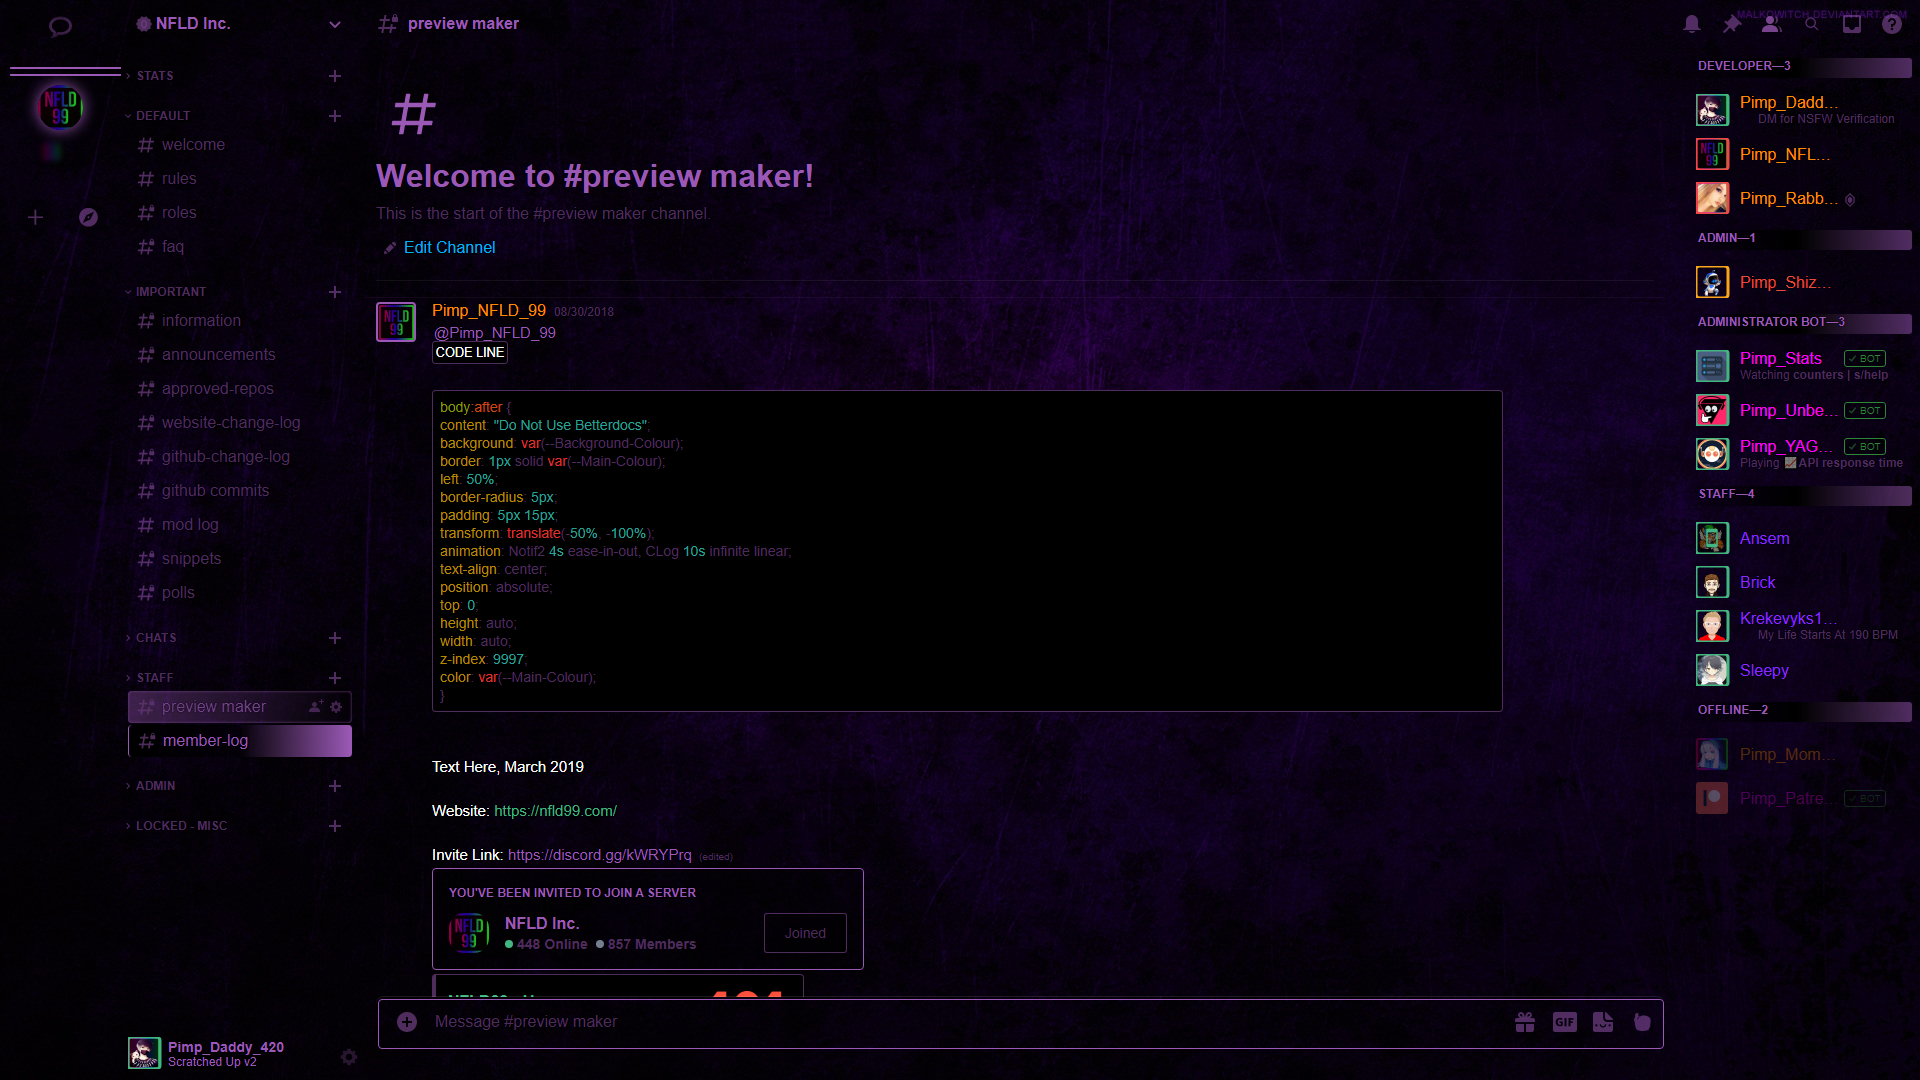 NFLD Inc.
preview maker
MALKOWITCH.DEVIANTART.COM
STATS
DEFAULT
welcome
rules
roles
faq
IMPORTANT
information
announcements
approved-repos
website-change-log
github-change-log
github commits
mod log
snippets
polls
CHATS
STAFF
preview maker
member-log
ADMIN
LOCKED - MISC
Pimp_Daddy_420
Scratched Up v2
NFLD
99
#
Welcome to #preview maker!
This is the start of the #preview maker channel.
Edit Channel
NFLD
99
Pimp_NFLD_99 08/30/2018
@Pimp_NFLD_99
CODE LINE
body:after {
content: "Do Not Use Betterdocs";
background: var(--Background-Colour);
border: 1px solid var(--Main-Colour);
left: 50%;
border-radius: 5px;
padding: 5px 15px;
transform: translate(-50%, -100%);
animation: Notif2 4s ease-in-out, CLog 10s infinite linear;
text-align: center;
position: absolute;
top: 0;
height: auto;
width: auto;
z-index: 9997;
color: var(--Main-Colour);
}
Text Here, March 2019
Website: https://nfld99.com/
Invite Link: https://discord.gg/kWRYPrq (edited)
YOU'VE BEEN INVITED TO JOIN A SERVER
NFLD
99
NFLD Inc.
448 Online 857 Members
Joined
Message #preview maker
GIF
DEVELOPER—3
Pimp_Dadd...
DM for NSFW Verification
NFLD
99
Pimp_NFL...
Pimp_Rabb...
ADMIN—1
Pimp_Shiz...
ADMINISTRATOR BOT—3
Pimp_Stats ✓ BOT
Watching counters | s/help
Pimp_Unbe... ✓ BOT
Pimp_YAG... ✓ BOT
Playing API response time
STAFF—4
Ansem
Brick
Krekevyks1...
My Life Starts At 190 BPM
Sleepy
OFFLINE—2
Pimp_Mom...
Pimp_Patre... ✓ BOT